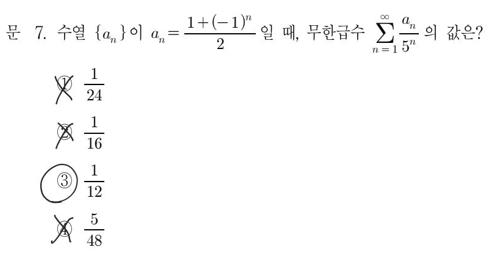 문 7. 수열 {aₙ}이 aₙ = (1+(−1)ⁿ)/2 일 때, 무한급수 ∑_{n=1}^{∞} aₙ/5ⁿ 의 값은?
① 1/24
② 1/16
③ 1/12
④ 5/48